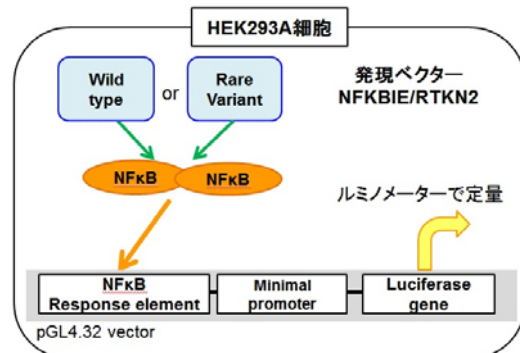 HEK293A細胞
Wild
type
or
Rare
Variant
発現ベクター
NFKBIE/RTKN2
NFκB
NFκB
ルミノメーターで定量
NFκB
Response element
Minimal
promoter
Luciferase
gene
pGL4.32 vector